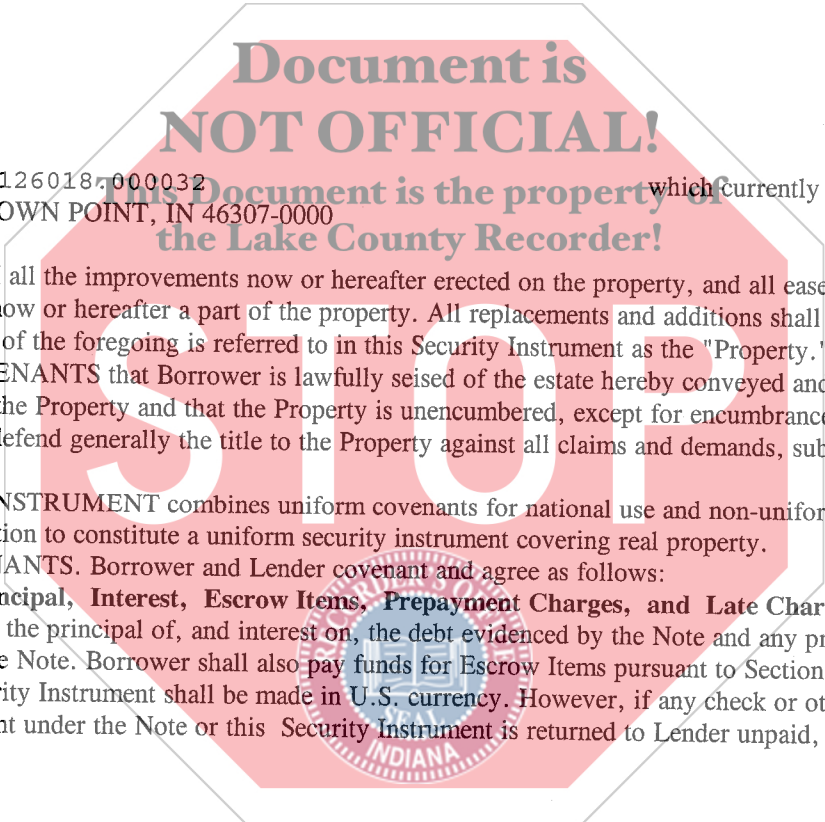 Document is
NOT OFFICIAL!
126018.000032 which currently
This Document is the property of
OWN POINT, IN 46307-0000
the Lake County Recorder!
all the improvements now or hereafter erected on the property, and all ease
now or hereafter a part of the property. All replacements and additions shall
of the foregoing is referred to in this Security Instrument as the "Property."
ENANTS that Borrower is lawfully seised of the estate hereby conveyed and
the Property and that the Property is unencumbered, except for encumbrance
defend generally the title to the Property against all claims and demands, sub
STOP
NSTRUMENT combines uniform covenants for national use and non-unifor
tion to constitute a uniform security instrument covering real property.
IANTS. Borrower and Lender covenant and agree as follows:
ncipal, Interest, Escrow Items, Prepayment Charges, and Late Char
the principal of, and interest on, the debt evidenced by the Note and any pr
e Note. Borrower shall also pay funds for Escrow Items pursuant to Section
rity Instrument shall be made in U.S. currency. However, if any check or ot
nt under the Note or this Security Instrument is returned to Lender unpaid,
RECORDER'S OFFICE
SEAL
INDIANA